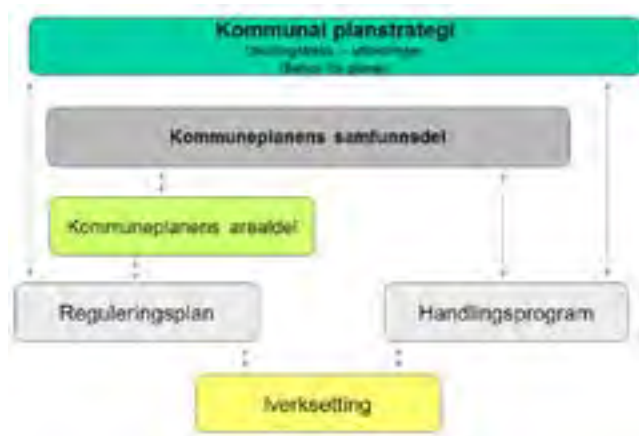 Kommunal planstrategi
Kommuneplanens samfunnsdel
Kommuneplanens arealdel
Reguleringsplan
Handlingsprogram
Iverksetting